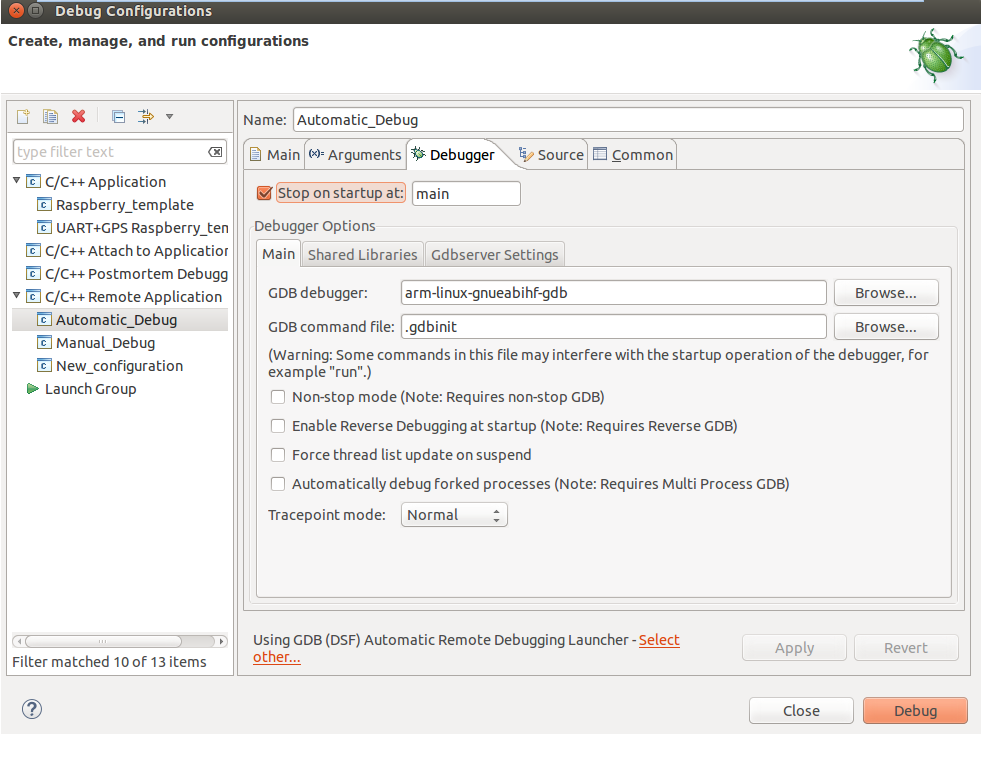 Debug Configurations
Create, manage, and run configurations
type filter text
C/C++ Application
Raspberry_template
UART+GPS Raspberry_ten
C/C++ Attach to Application
C/C++ Postmortem Debugg
C/C++ Remote Application
Automatic_Debug
Manual_Debug
New_configuration
Launch Group
Filter matched 10 of 13 items
Name: Automatic_Debug
Main (x)= Arguments Debugger Source Common
Stop on startup at: main
Debugger Options
Main Shared Libraries Gdbserver Settings
GDB debugger: arm-linux-gnueabihf-gdb Browse...
GDB command file: .gdbinit Browse...
(Warning: Some commands in this file may interfere with the startup operation of the debugger, for
example "run".)
Non-stop mode (Note: Requires non-stop GDB)
Enable Reverse Debugging at startup (Note: Requires Reverse GDB)
Force thread list update on suspend
Automatically debug forked processes (Note: Requires Multi Process GDB)
Tracepoint mode: Normal
Using GDB (DSF) Automatic Remote Debugging Launcher - Select
other...
Apply Revert
? Close Debug